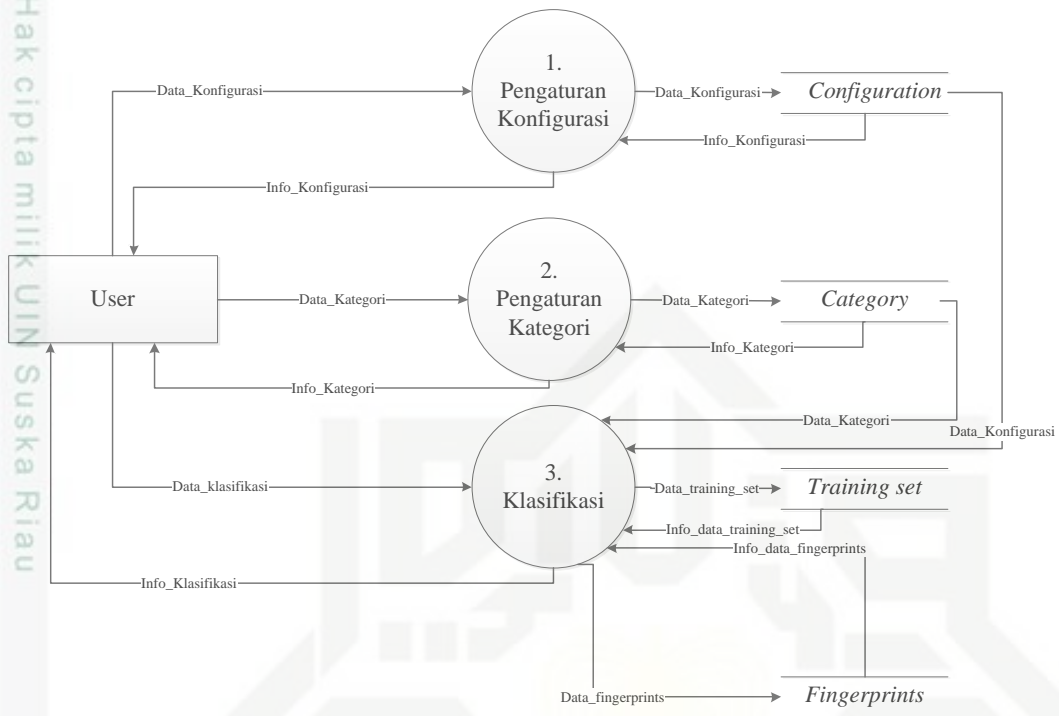 Hak cipta milik UIN Suska Riau
1.
Pengaturan
Konfigurasi
Data_Konfigurasi
Data_Konfigurasi
Configuration
Info_Konfigurasi
Info_Konfigurasi
User
2.
Pengaturan
Kategori
Data_Kategori
Data_Kategori
Category
Info_Kategori
Info_Kategori
Data_Kategori
Data_Konfigurasi
3.
Klasifikasi
Data_klasifikasi
Data_training_set
Training set
Info_data_training_set
Info_data_fingerprints
Info_Klasifikasi
Data_fingerprints
Fingerprints